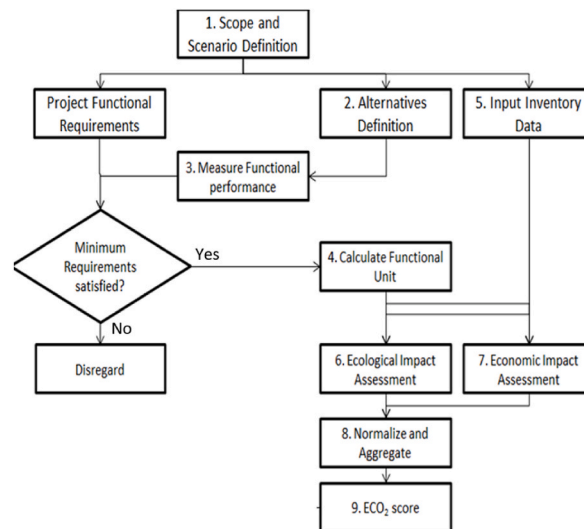 1. Scope and
Scenario Definition
Project Functional
Requirements
2. Alternatives
Definition
5. Input Inventory
Data
3. Measure Functional
performance
Minimum
Requirements
satisfied?
Yes
4. Calculate Functional
Unit
No
Disregard
6. Ecological Impact
Assessment
7. Economic Impact
Assessment
8. Normalize and
Aggregate
9. ECO₂ score